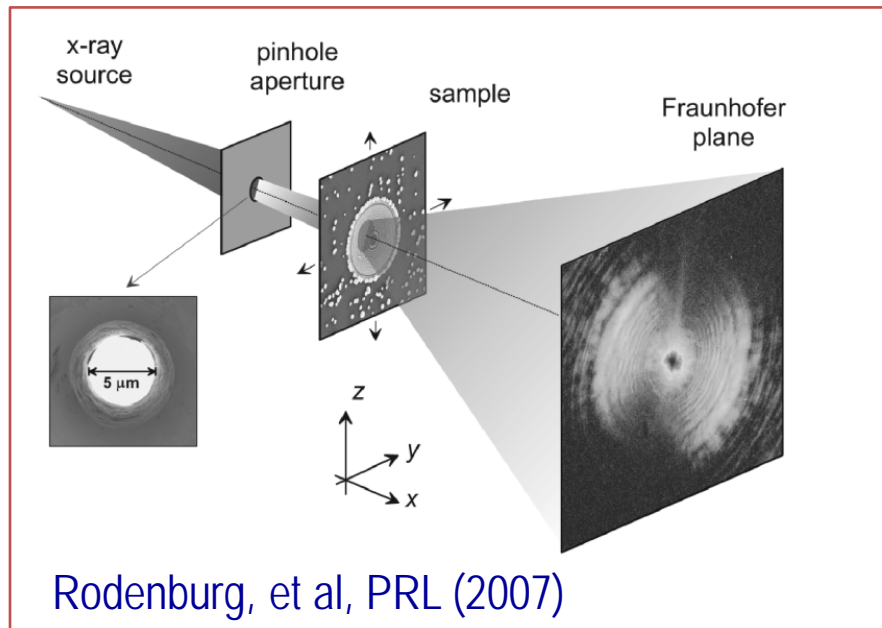 x-ray
source
pinhole
aperture
sample
Fraunhofer
plane
5 μm
z
y
x
Rodenburg, et al, PRL (2007)